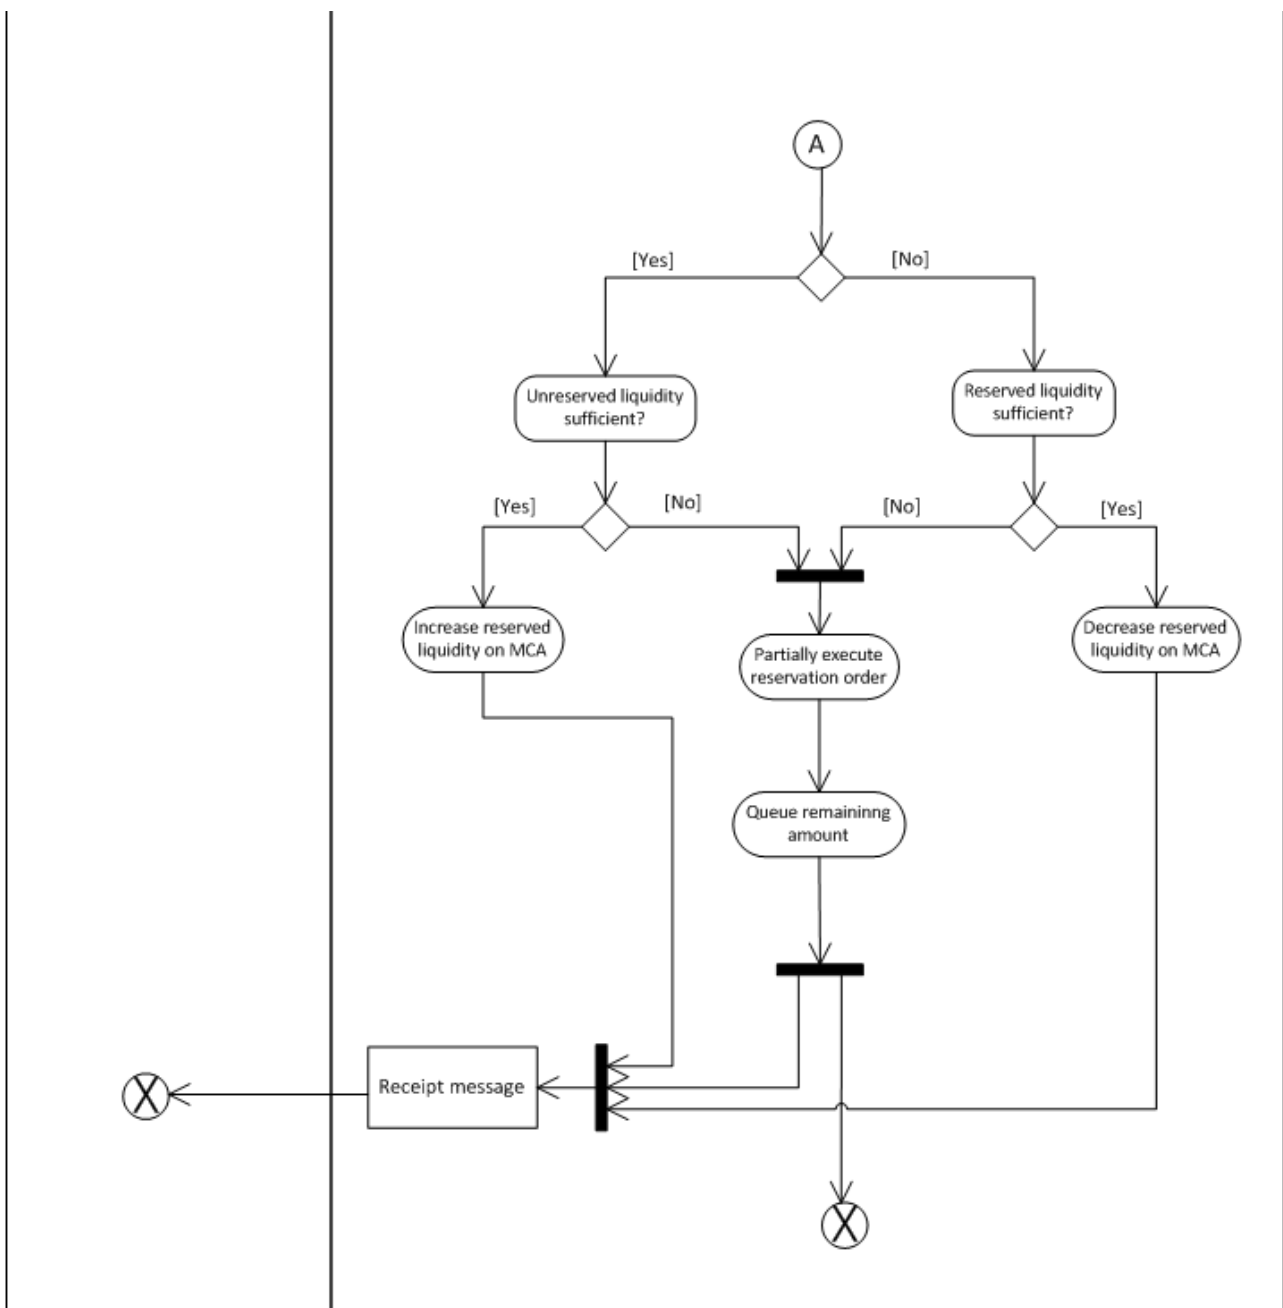 A
[Yes]
[No]
Unreserved liquidity
sufficient?
Reserved liquidity
sufficient?
[Yes]
[No]
[No]
[Yes]
Increase reserved
liquidity on MCA
Partially execute
reservation order
Decrease reserved
liquidity on MCA
Queue remaininng
amount
Receipt message
X
X